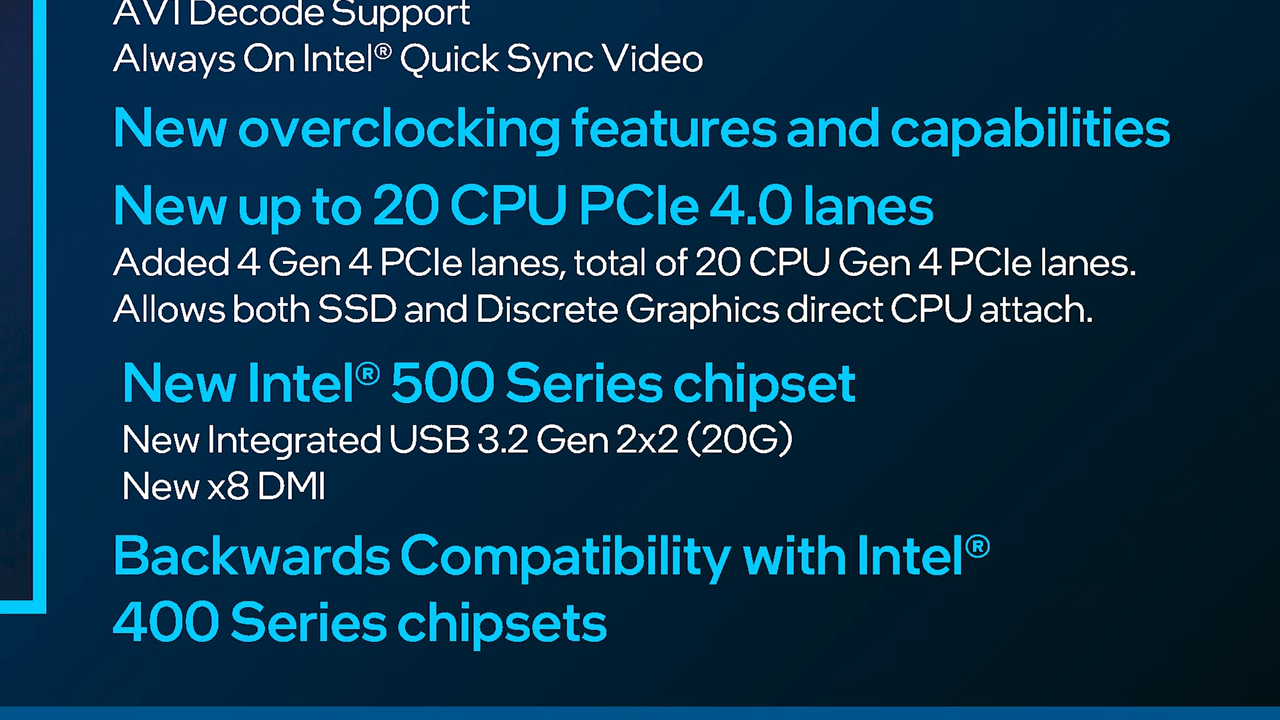 AV1 Decode Support
Always On Intel® Quick Sync Video
New overclocking features and capabilities
New up to 20 CPU PCIe 4.0 lanes
Added 4 Gen 4 PCIe lanes, total of 20 CPU Gen 4 PCIe lanes.
Allows both SSD and Discrete Graphics direct CPU attach.
New Intel® 500 Series chipset
New Integrated USB 3.2 Gen 2x2 (20G)
New x8 DMI
Backwards Compatibility with Intel®
400 Series chipsets